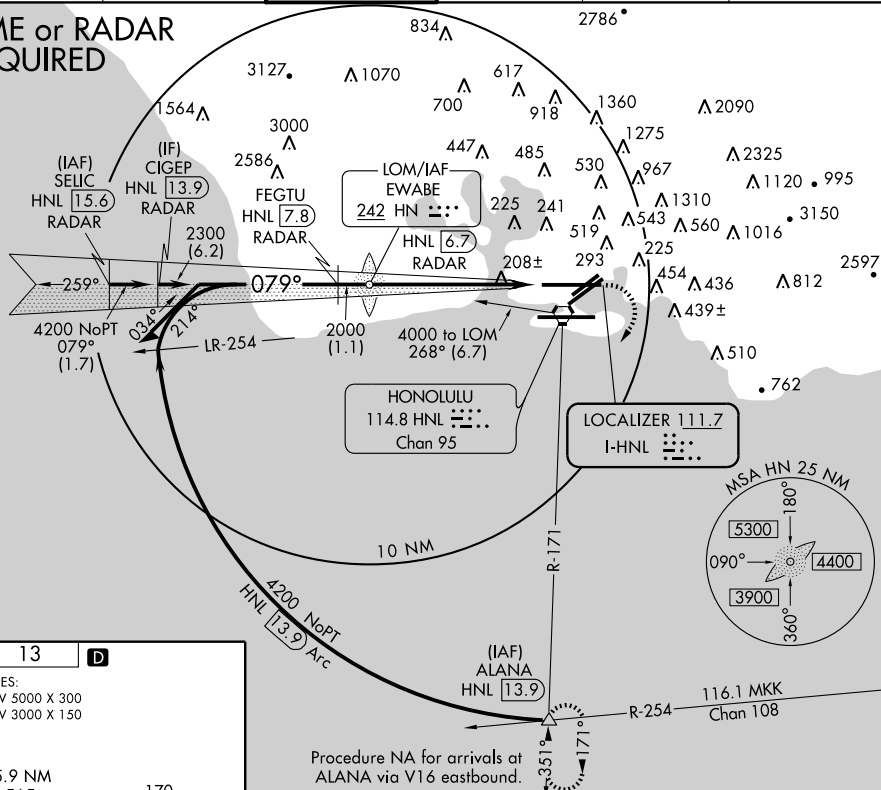 ME or RADAR
QUIRED
834
2786
3127
1070
617
700
918
1360
1564
2090
3000
1275
447
485
2325
2586
530
967
1120
995
1310
225
241
519
543
560
3150
1016
293
225
208±
454
436
812
2597
439±
510
762
(IAF)
SELIC
HNL 15.6
RADAR
(IF)
CIGEP
HNL 13.9
RADAR
2300
(6.2)
FEGTU
HNL 7.8
RADAR
LOM/IAF
EWABE
242 HN
HNL 6.7
RADAR
259°
079°
4200 NoPT
079°
(1.7)
034°
214°
LR-254
2000
(1.1)
4000 to LOM
268° (6.7)
HONOLULU
114.8 HNL
Chan 95
LOCALIZER 111.7
I-HNL
MSA HN 25 NM
180°
5300
090°
4400
3900
360°
10 NM
R-171
4200 NoPT
HNL 13.9 Arc
(IAF)
ALANA
HNL 13.9
R-254
116.1 MKK
Chan 108
351°
171°
Procedure NA for arrivals at
ALANA via V16 eastbound.
13
D
ES:
V 5000 X 300
V 3000 X 150
5.9 NM